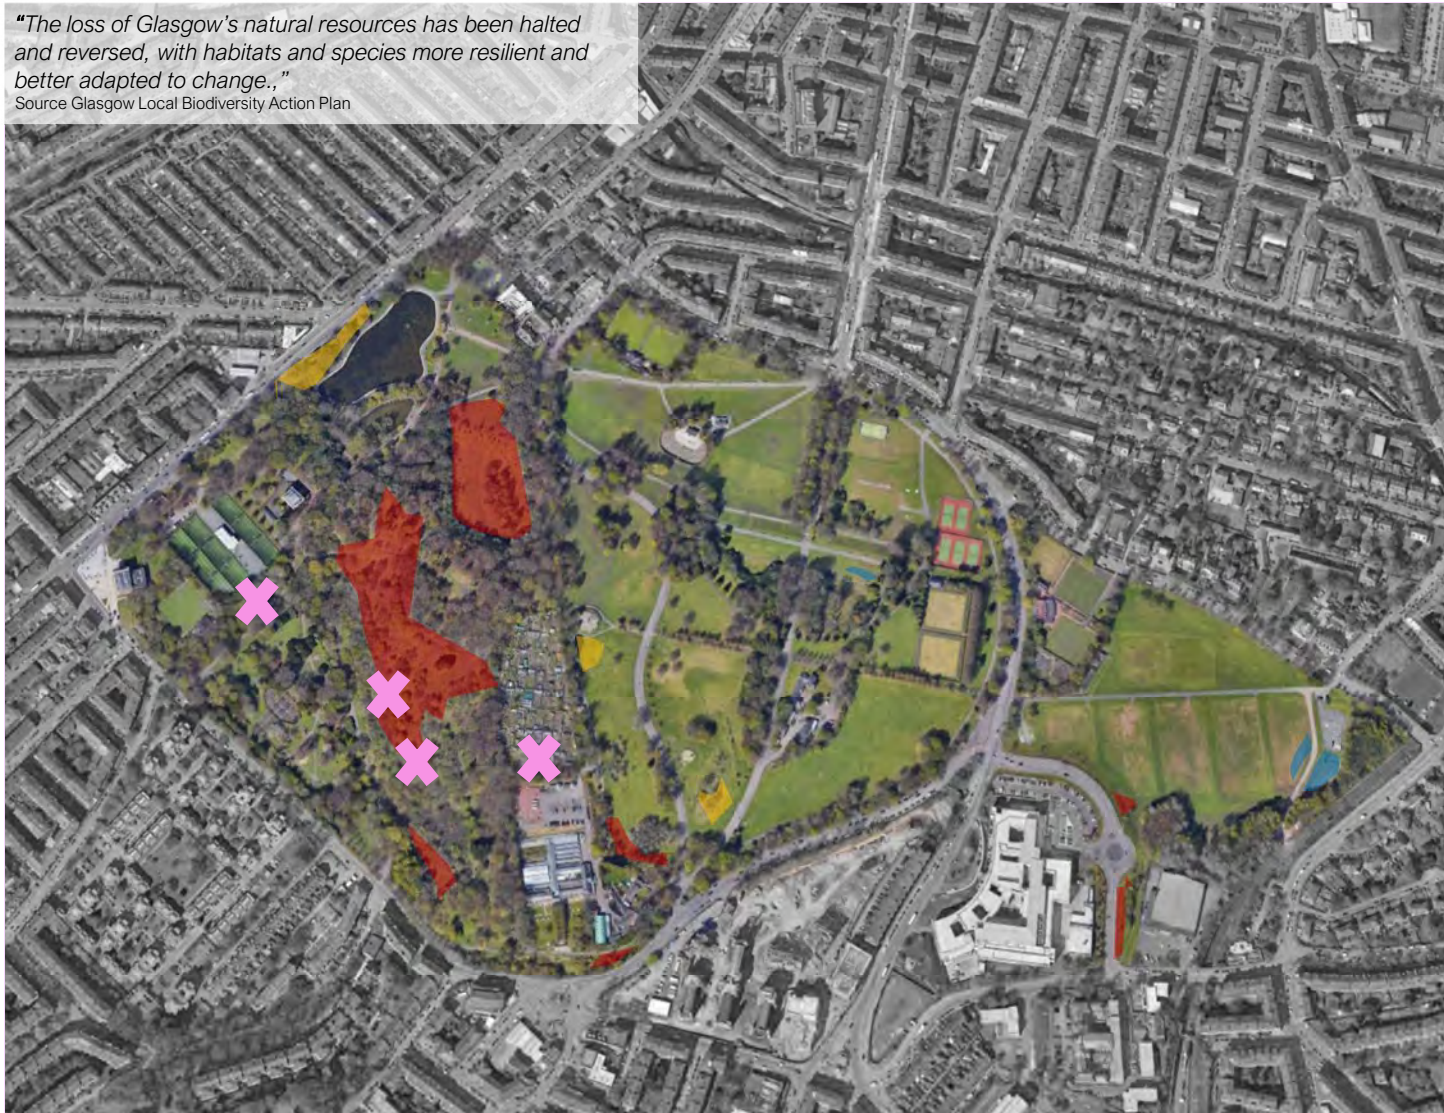 “The loss of Glasgow’s natural resources has been halted
and reversed, with habitats and species more resilient and
better adapted to change.,”
Source Glasgow Local Biodiversity Action Plan